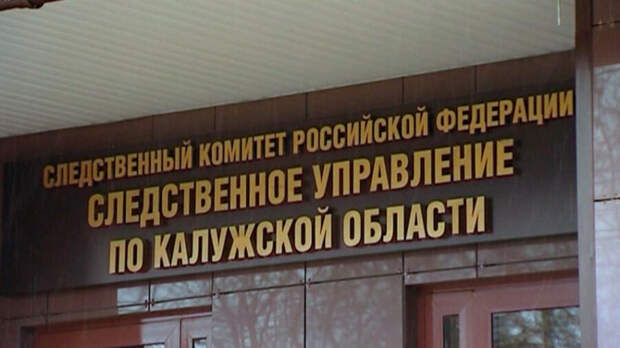 СЛЕДСТВЕННЫЙ КОМИТЕТ РОССИЙСКОЙ ФЕДЕРАЦИИ
СЛЕДСТВЕННОЕ УПРАВЛЕНИЕ
ПО КАЛУЖСКОЙ ОБЛАСТИ